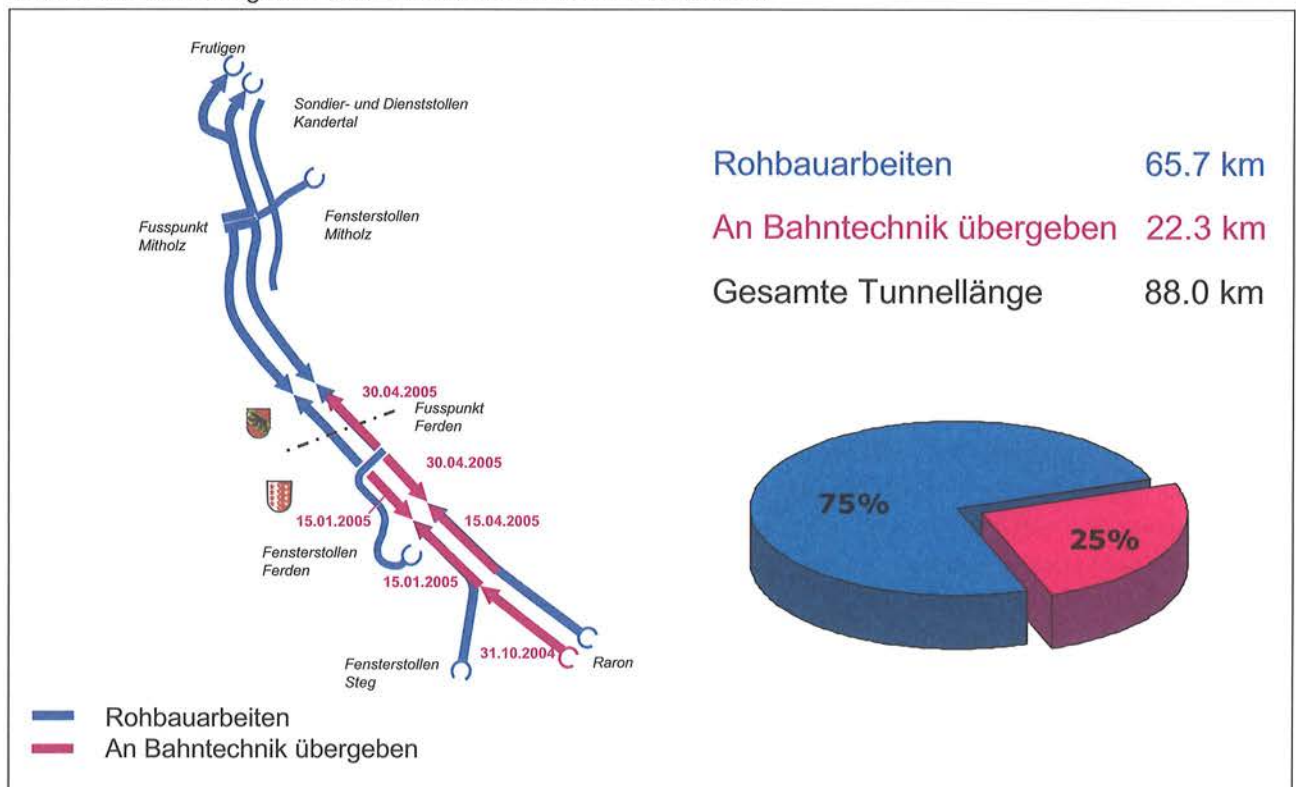 Frutigen
Sondier- und Dienststollen
Kandertal
Fusspunkt
Mitholz
Fensterstollen
Mitholz
30.04.2005
Fusspunkt
Ferden
30.04.2005
15.01.2005
15.04.2005
Fensterstollen
Ferden
15.01.2005
31.10.2004
Raron
Fensterstollen
Steg
Rohbauarbeiten
An Bahntechnik übergeben
Rohbauarbeiten 65.7 km
An Bahntechnik übergeben 22.3 km
Gesamte Tunnellänge 88.0 km
75%
25%